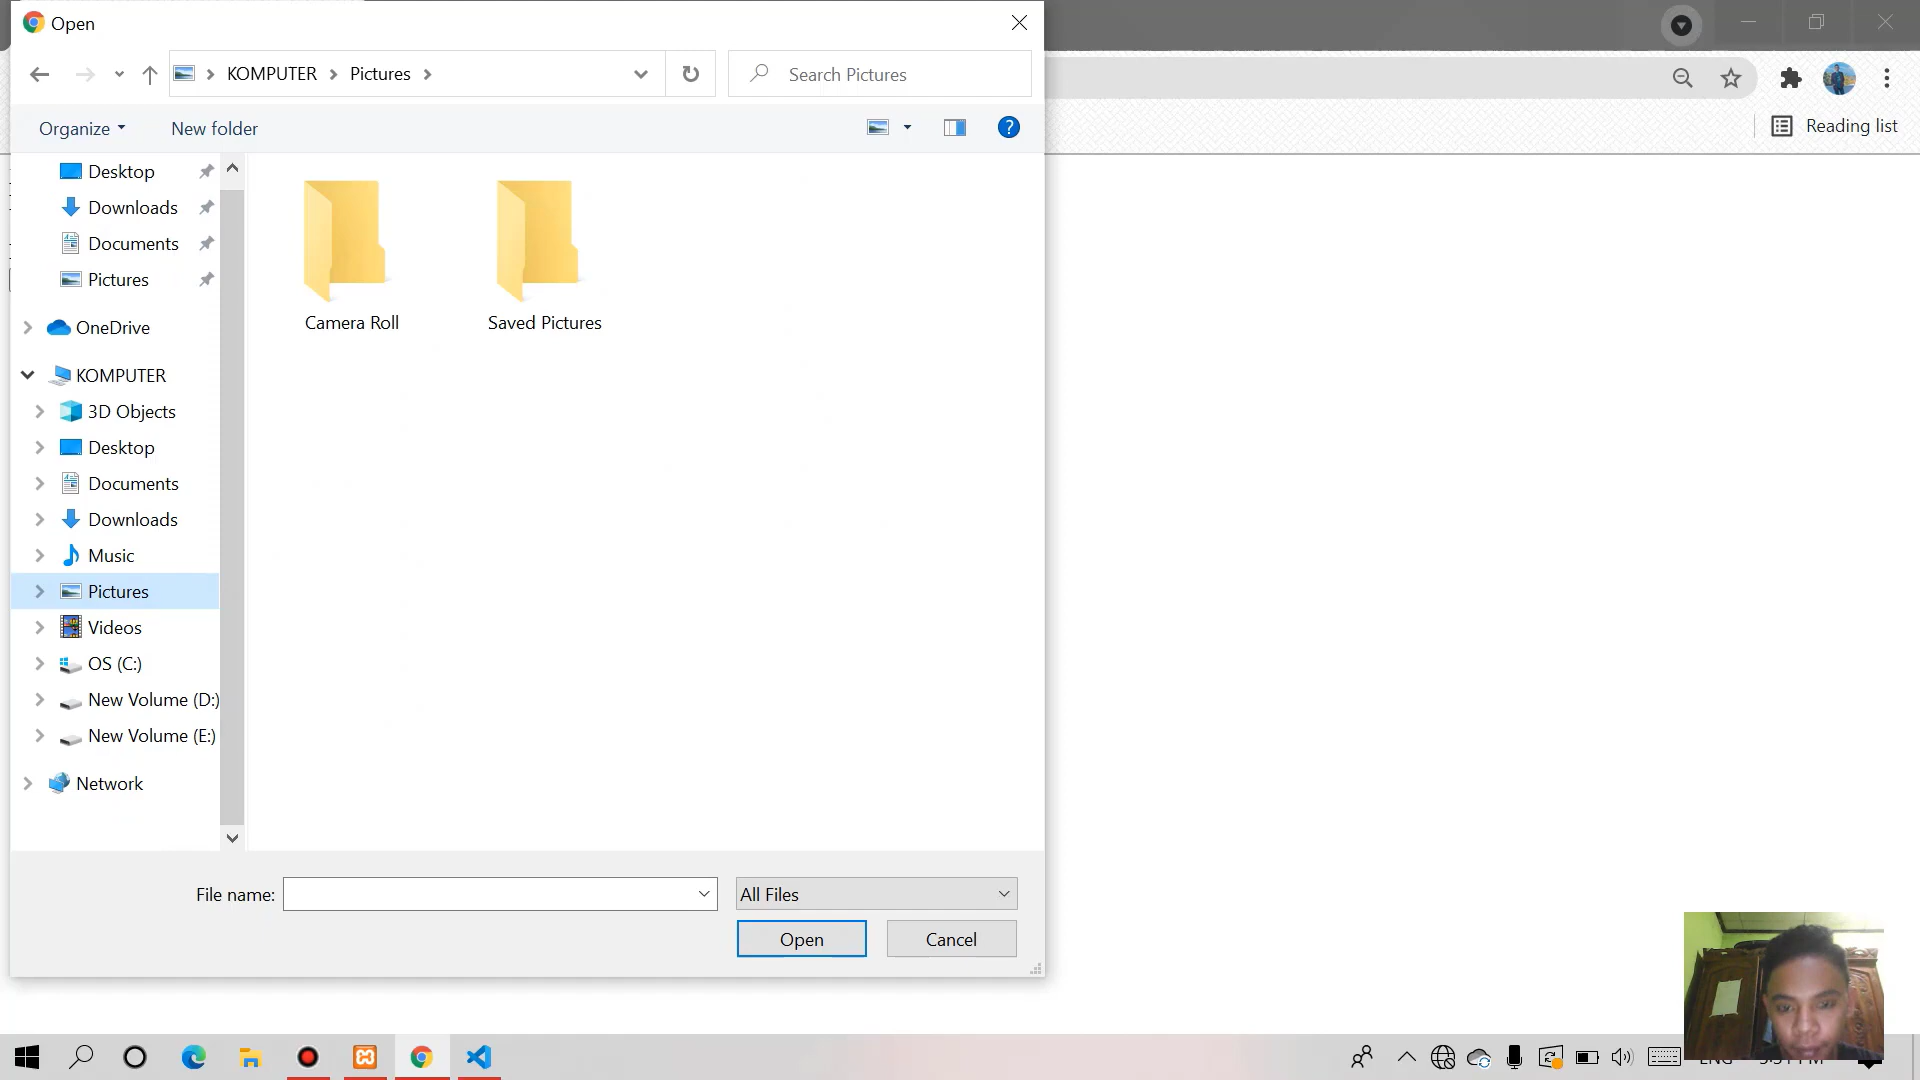 Open
KOMPUTER
Pictures
Search Pictures
Organize
New folder
Reading list
Desktop
Downloads
Documents
Pictures
OneDrive
KOMPUTER
3D Objects
Desktop
Documents
Downloads
Music
Pictures
Videos
OS (C:)
New Volume (D:)
New Volume (E:)
Network
Camera Roll
Saved Pictures
File name:
All Files
Open
Cancel